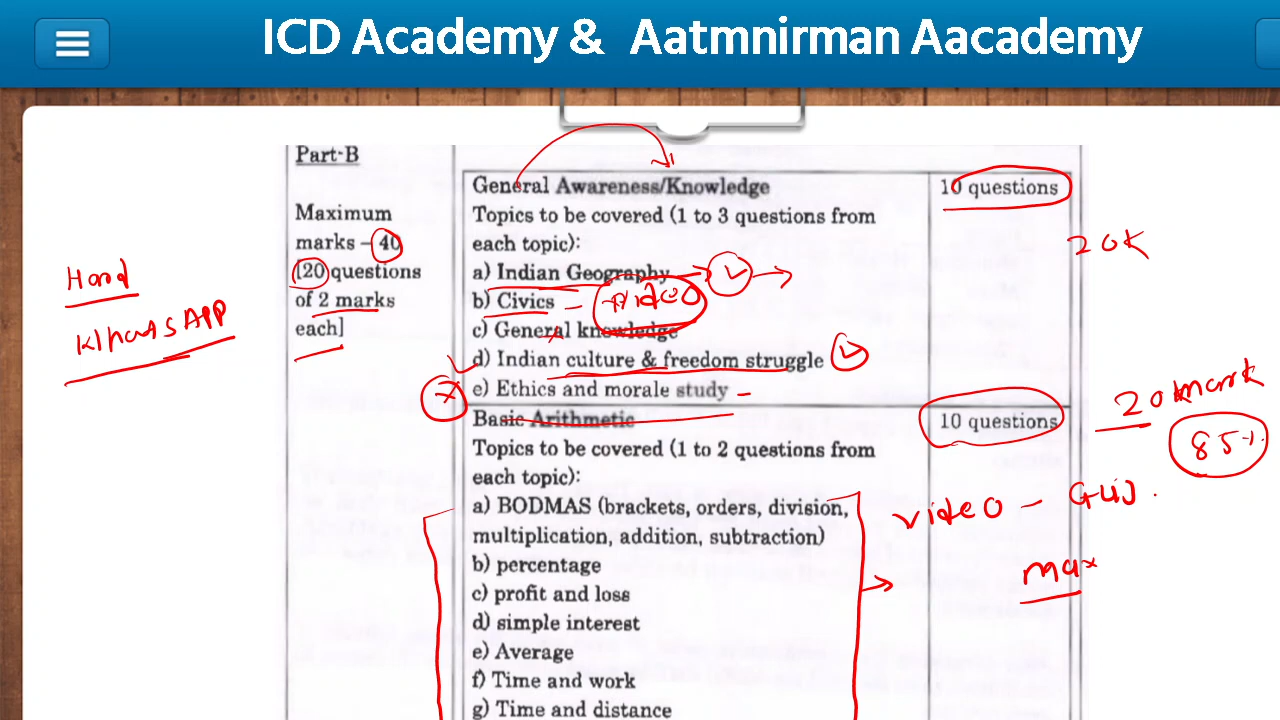 ICD Academy & Aatmnirman Aacademy
Part-B
Maximum
marks – 40
[20 questions
of 2 marks
each]
Hand
WhatsApp
General Awareness/Knowledge
Topics to be covered (1 to 3 questions from
each topic):
a) Indian Geography
b) Civics
video
c) General knowledge
d) Indian culture & freedom struggle
e) Ethics and morale study
10 questions
Basic Arithmetic
Topics to be covered (1 to 2 questions from
each topic):
a) BODMAS (brackets, orders, division,
multiplication, addition, subtraction)
b) percentage
c) profit and loss
d) simple interest
e) Average
f) Time and work
g) Time and distance
10 questions
20 mark
85%
video - Guj.
max